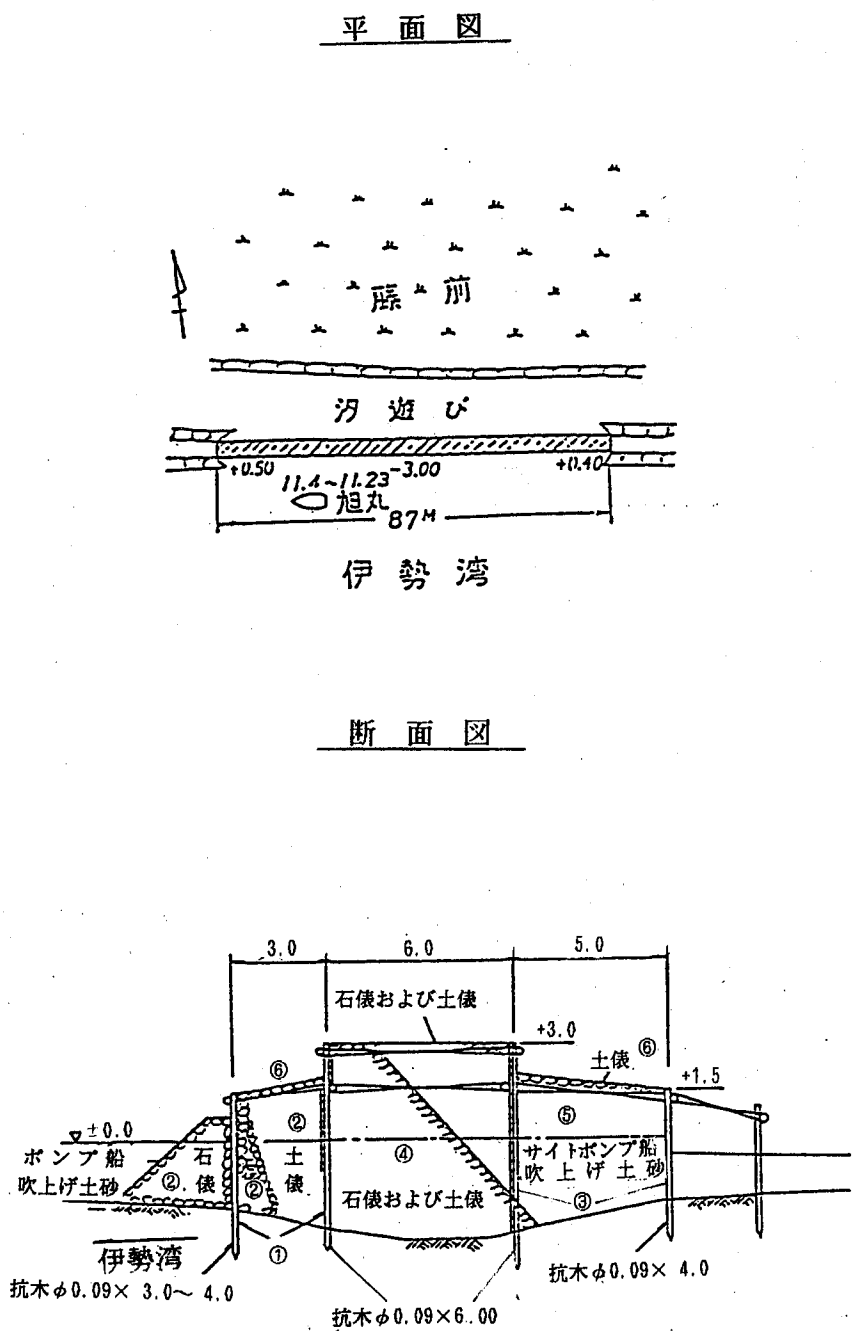 平面図
藤前
汐遊び
+0.50
11.4~11.23
-3.00
+0.40
旭丸
87M
伊勢湾
断面図
3.0
6.0
5.0
石俵および土俵
+3.0
⑥
土俵
⑥
+1.5
±0.0
②
⑤
ポンプ船
吹上げ土砂
②
石俵
②
土俵
④
サイトポンプ船
吹上げ土砂
石俵および土俵
③
伊勢湾
①
抗木φ0.09× 3.0~ 4.0
抗木φ0.09× 4.0
抗木φ0.09×6.00